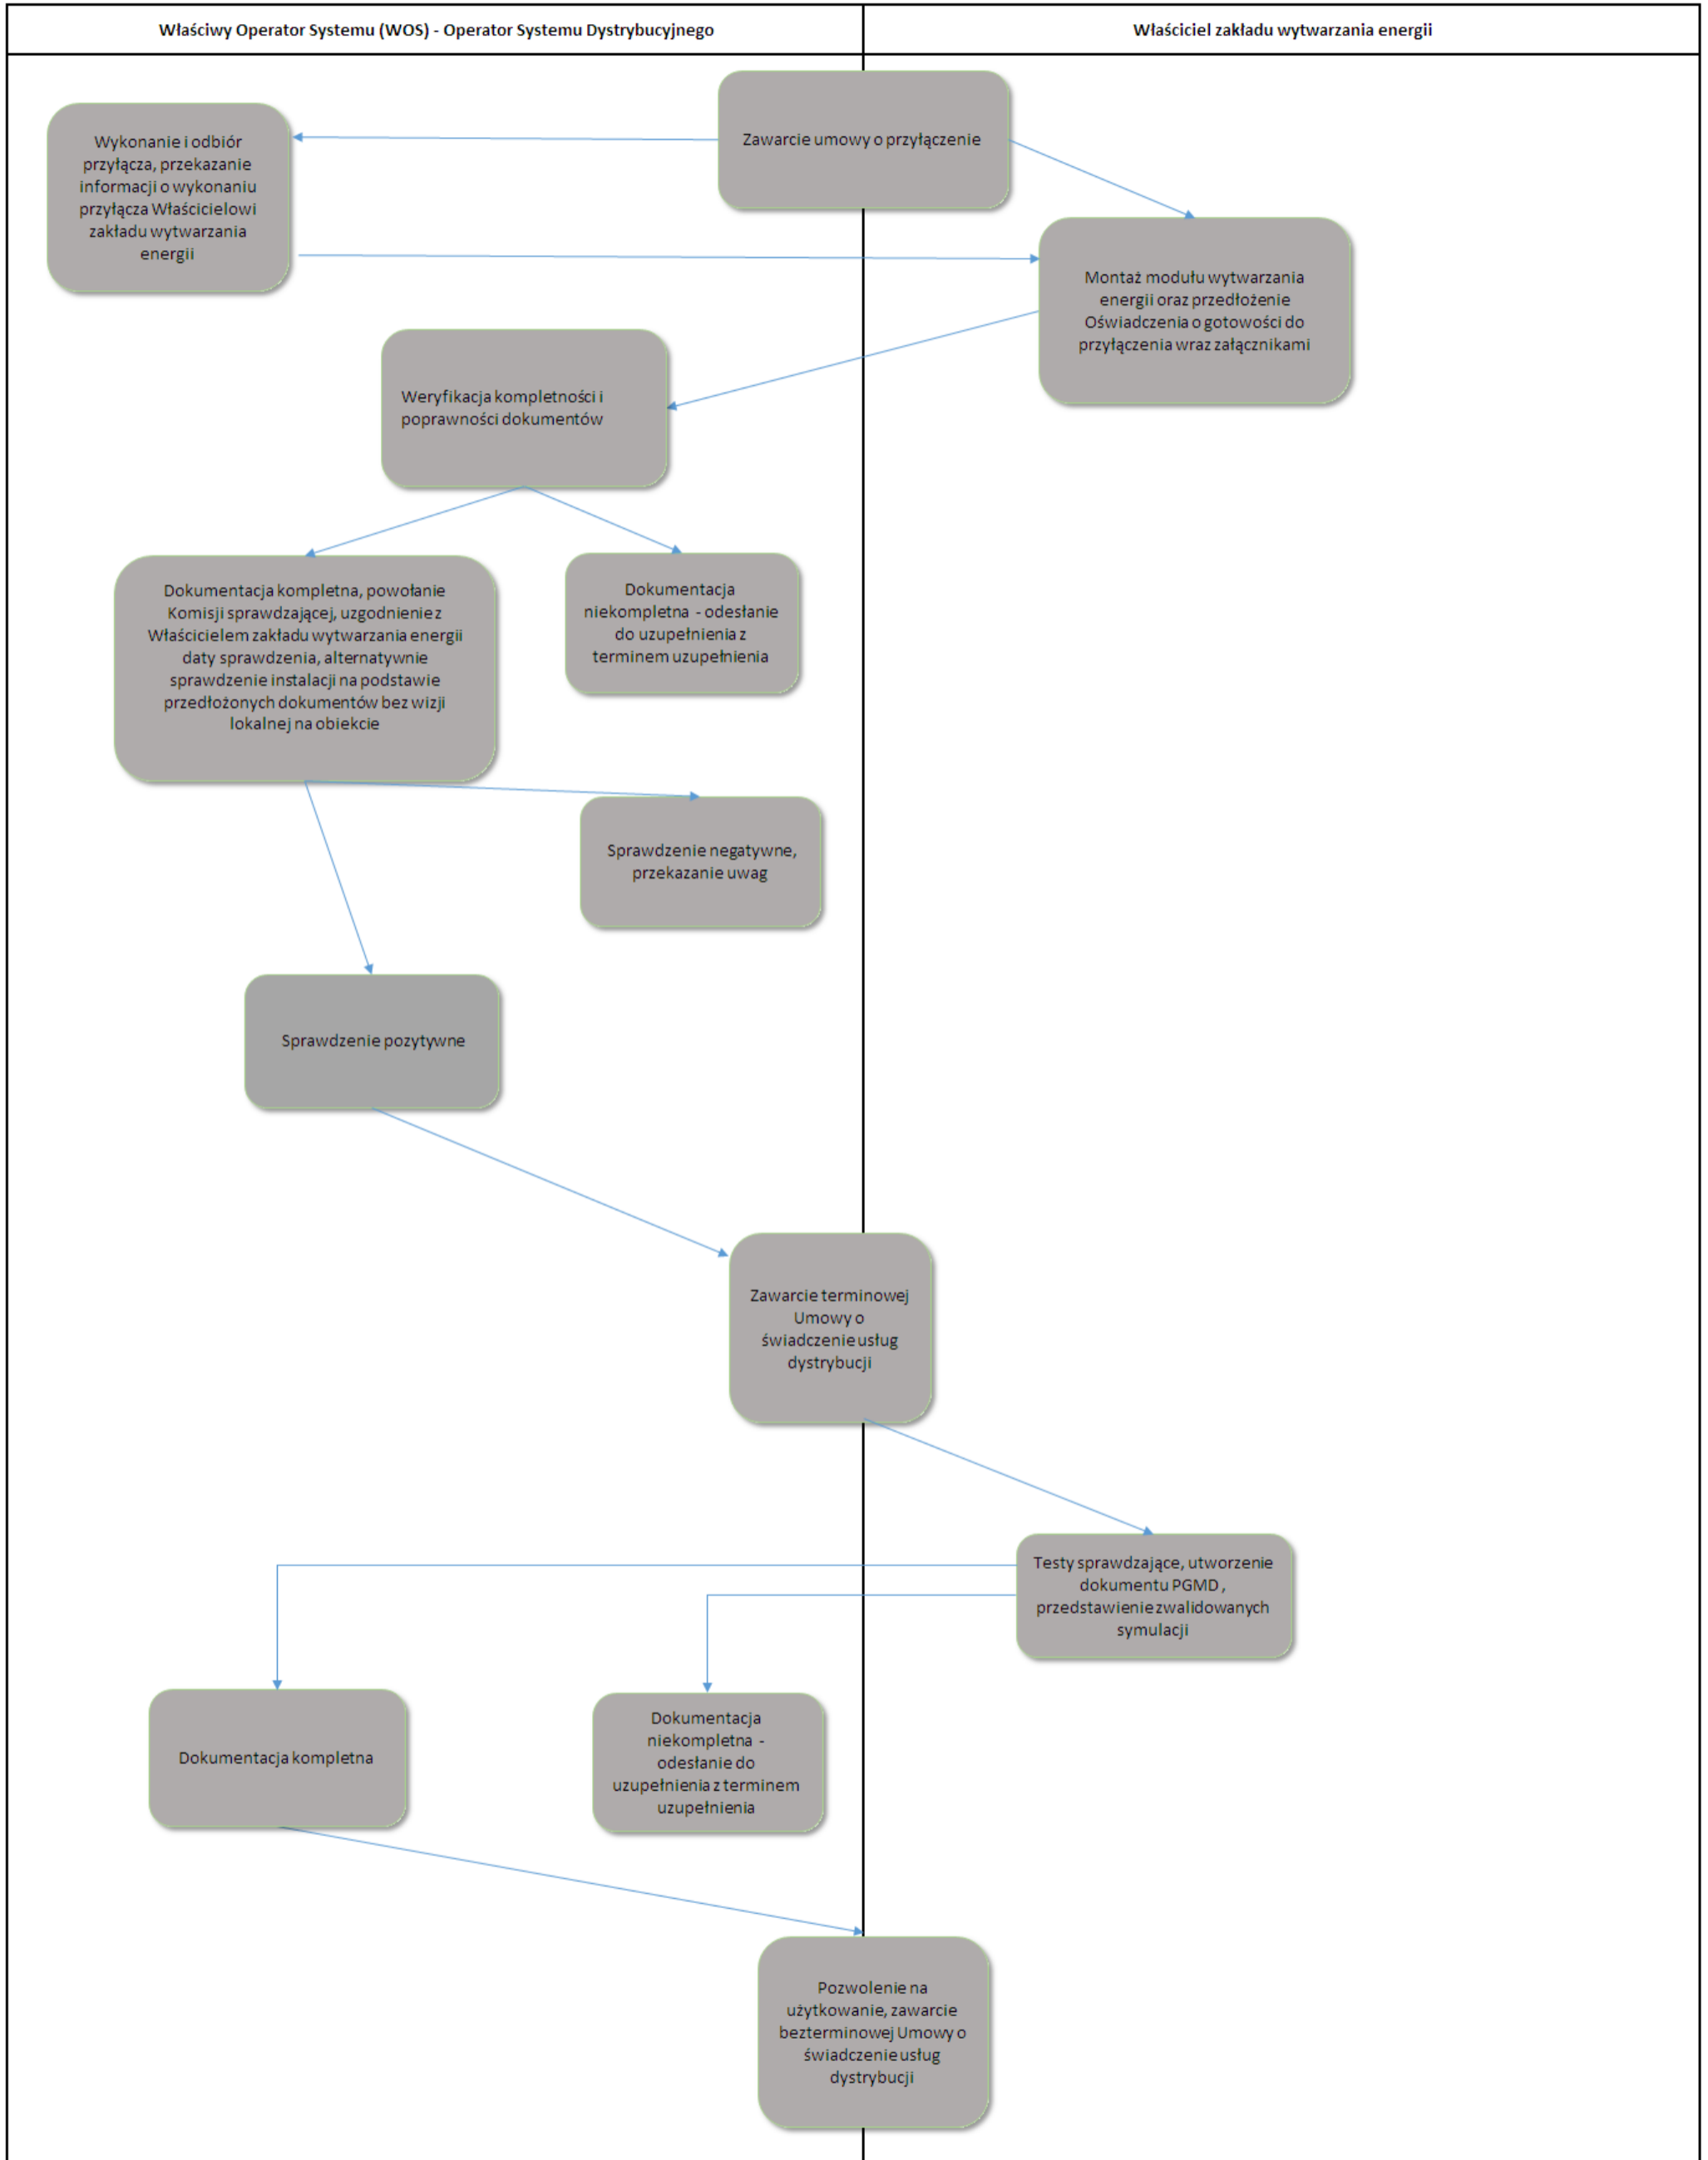 Właściwy Operator Systemu (WOS) - Operator Systemu Dystrybucyjnego
Właściciel zakładu wytwarzania energii
Zawarcie umowy o przyłączenie
Wykonanie i odbiór
przyłącza, przekazanie
informacji o wykonaniu
przyłącza Właścicielowi
zakładu wytwarzania
energii
Montaż modułu wytwarzania
energii oraz przedłożenie
Oświadczenia o gotowości do
przyłączenia wraz załącznikami
Weryfikacja kompletności i
poprawności dokumentów
Dokumentacja kompletna, powołanie
Komisji sprawdzającej, uzgodnienie z
Właścicielem zakładu wytwarzania energii
daty sprawdzenia, alternatywnie
sprawdzenie instalacji na podstawie
przedłożonych dokumentów bez wizji
lokalnej na obiekcie
Dokumentacja
niekompletna - odesłanie
do uzupełnienia z
terminem uzupełnienia
Sprawdzenie negatywne,
przekazanie uwag
Sprawdzenie pozytywne
Zawarcie terminowej
Umowy o
świadczenie usług
dystrybucji
Testy sprawdzające, utworzenie
dokumentu PGMD ,
przedstawienie zwalidowanych
symulacji
Dokumentacja kompletna
Dokumentacja
niekompletna -
odesłanie do
uzupełnienia z terminem
uzupełnienia
Pozwolenie na
użytkowanie, zawarcie
bezterminowej Umowy o
świadczenie usług
dystrybucji